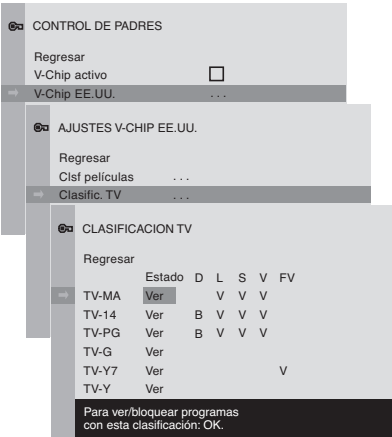 CONTROL DE PADRES
Regresar
V-Chip activo
V-Chip EE.UU. . . .
AJUSTES V-CHIP EE.UU.
Regresar
Clsf películas . . .
Clasific. TV . . .
CLASIFICACION TV
Regresar
Estado D L S V FV
TV-MA Ver V V V
TV-14 Ver B V V V
TV-PG Ver B V V V
TV-G Ver
TV-Y7 Ver V
TV-Y Ver
Para ver/bloquear programas
con esta clasificación: OK.